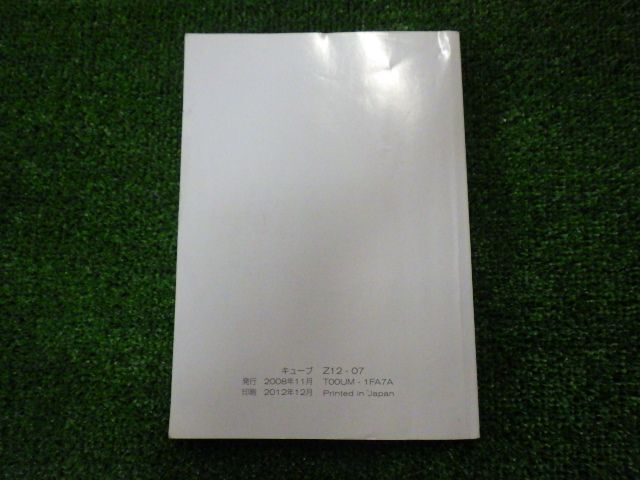 キューブ Z12-07
発行 2008年11月 T00UM-1FA7A
印刷 2012年12月 Printed in Japan